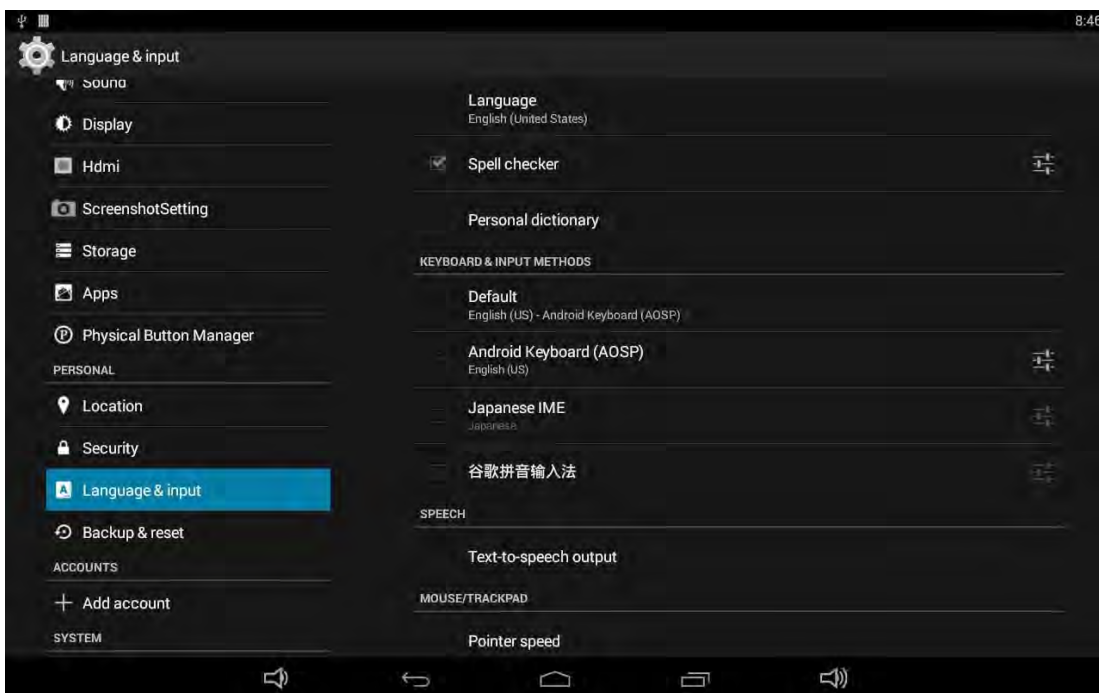 8:46
Language & input
Sound
Display
Hdmi
ScreenshotSetting
Storage
Apps
Physical Button Manager
PERSONAL
Location
Security
Language & input
Backup & reset
ACCOUNTS
Add account
SYSTEM
Language
English (United States)
Spell checker
Personal dictionary
KEYBOARD & INPUT METHODS
Default
English (US) - Android Keyboard (AOSP)
Android Keyboard (AOSP)
English (US)
Japanese IME
Japanese
谷歌拼音输入法
SPEECH
Text-to-speech output
MOUSE/TRACKPAD
Pointer speed